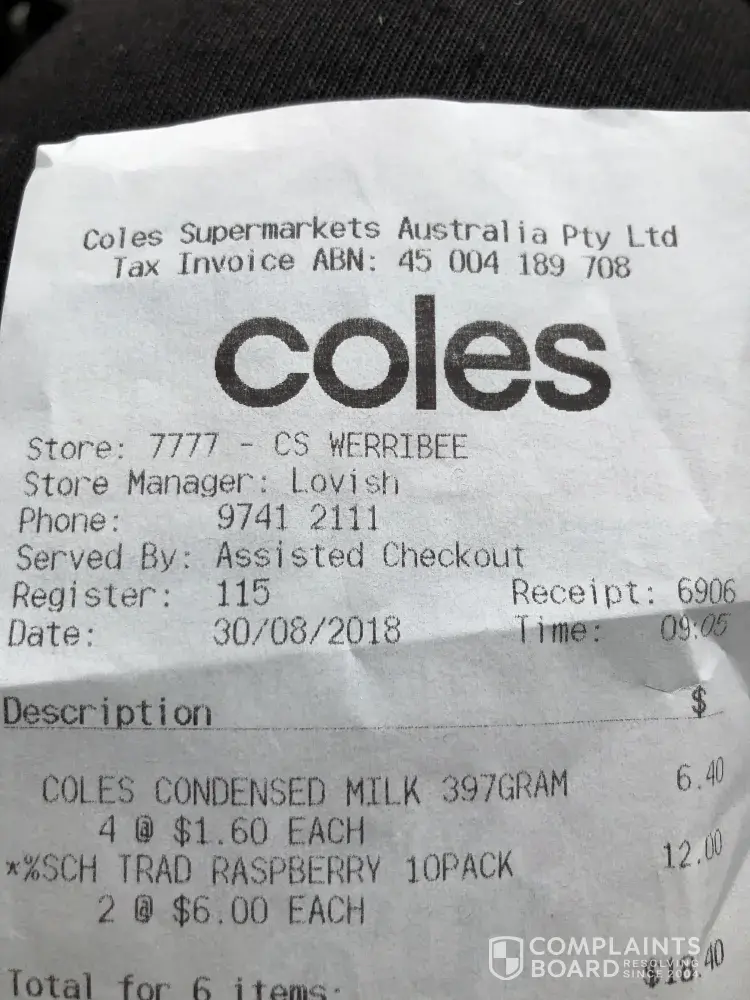 Coles Supermarkets Australia Pty Ltd
Tax Invoice ABN: 45 004 189 708
coles
Store: 7777 - CS WERRIBEE
Store Manager: Lovish
Phone: 9741 2111
Served By: Assisted Checkout
Register: 115 Receipt: 6906
Date: 30/08/2018 Time: 09:05
Description $
COLES CONDENSED MILK 397GRAM 6.40
4 @ $1.60 EACH
*%SCH TRAD RASPBERRY 10PACK 12.00
2 @ $6.00 EACH
Total for 6 items:
COMPLAINTS
BOARD RESOLVING
SINCE 2004